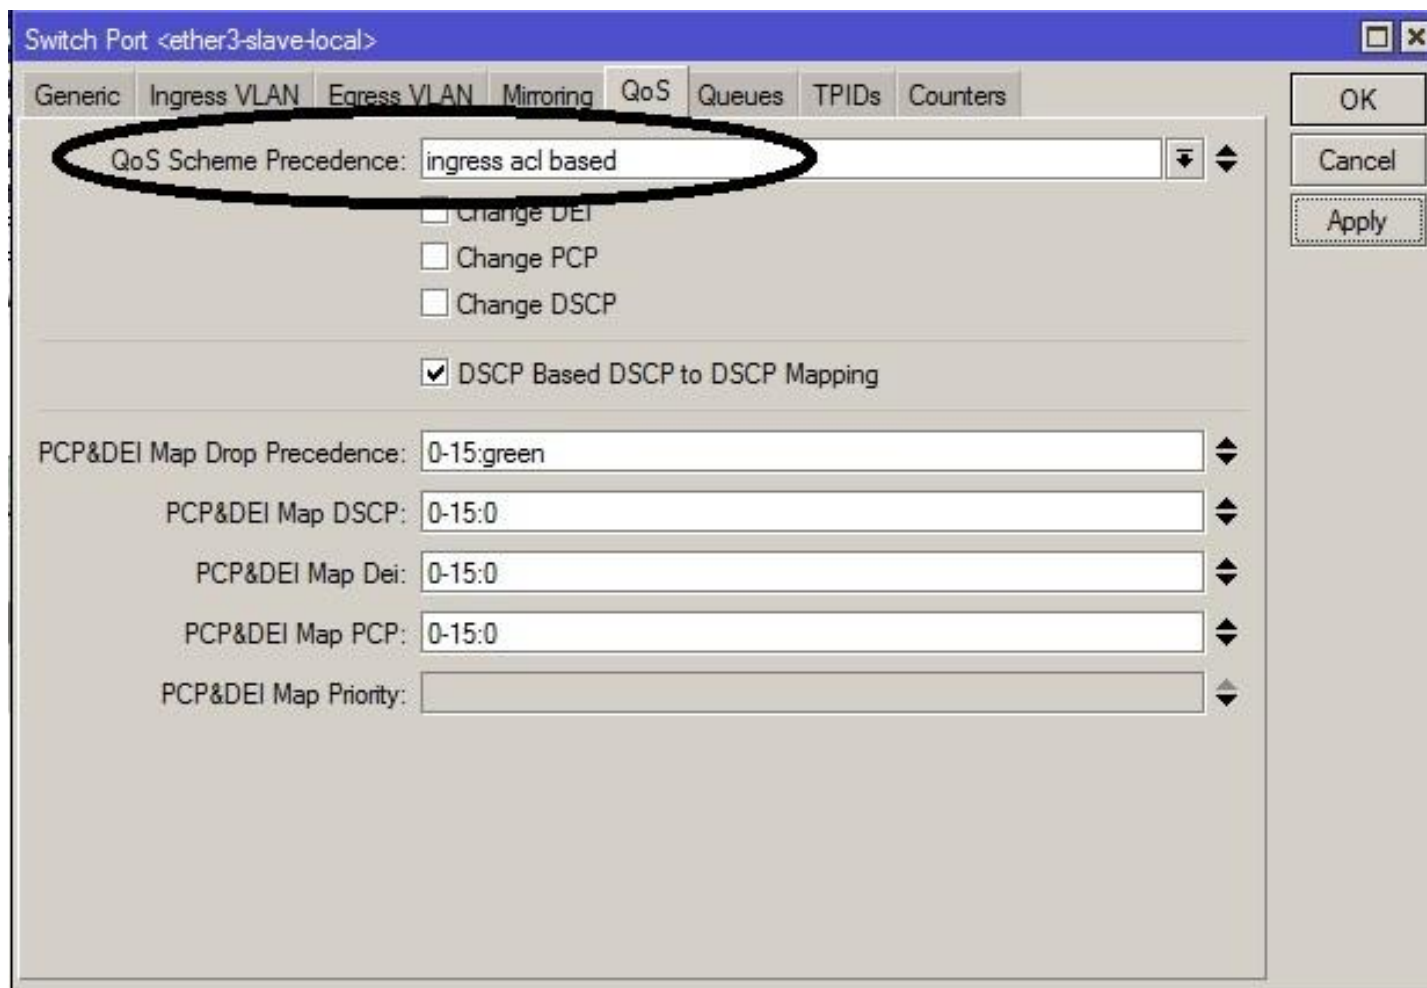 Switch Port <ether3-slave-local>
Generic Ingress VLAN Egress VLAN Mirroring QoS Queues TPIDs Counters
OK
QoS Scheme Precedence: ingress acl based
Cancel
Change DEI
Apply
Change PCP
Change DSCP
DSCP Based DSCP to DSCP Mapping
PCP&DEI Map Drop Precedence: 0-15:green
PCP&DEI Map DSCP: 0-15:0
PCP&DEI Map Dei: 0-15:0
PCP&DEI Map PCP: 0-15:0
PCP&DEI Map Priority: